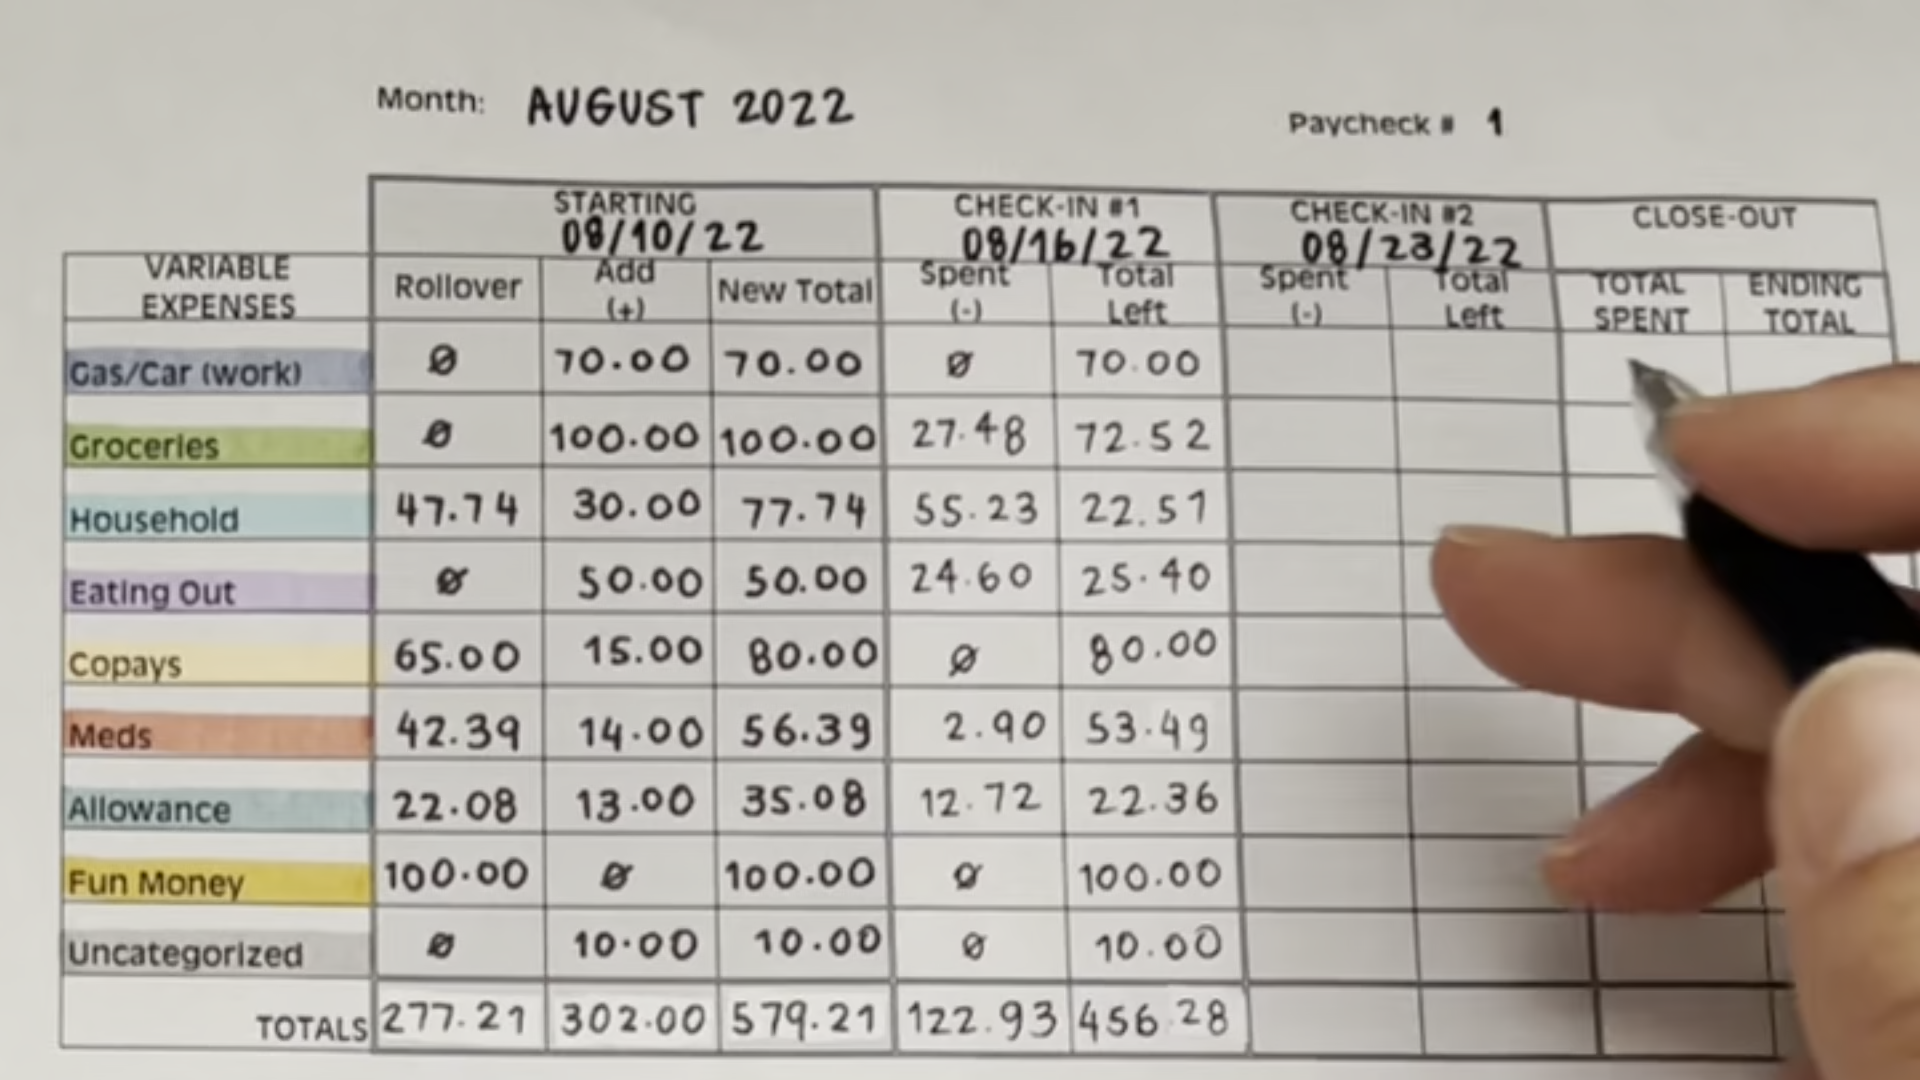 Month: AUGUST 2022
Paycheck # 1
STARTING CHECK-IN #1 CHECK-IN #2 CLOSE-OUT
08/10/22 08/16/22 08/23/22
VARIABLE EXPENSES Rollover Add (+) New Total Spent (-) Total Left Spent (-) Total Left TOTAL SPENT ENDING TOTAL
Gas/Car (work) Ø 70.00 70.00 Ø 70.00
Groceries Ø 100.00 100.00 27.48 72.52
Household 47.74 30.00 77.74 55.23 22.51
Eating Out Ø 50.00 50.00 24.60 25.40
Copays 65.00 15.00 80.00 Ø 80.00
Meds 42.39 14.00 56.39 2.90 53.49
Allowance 22.08 13.00 35.08 12.72 22.36
Fun Money 100.00 Ø 100.00 Ø 100.00
Uncategorized Ø 10.00 10.00 Ø 10.00
TOTALS 277.21 302.00 579.21 122.93 456.28